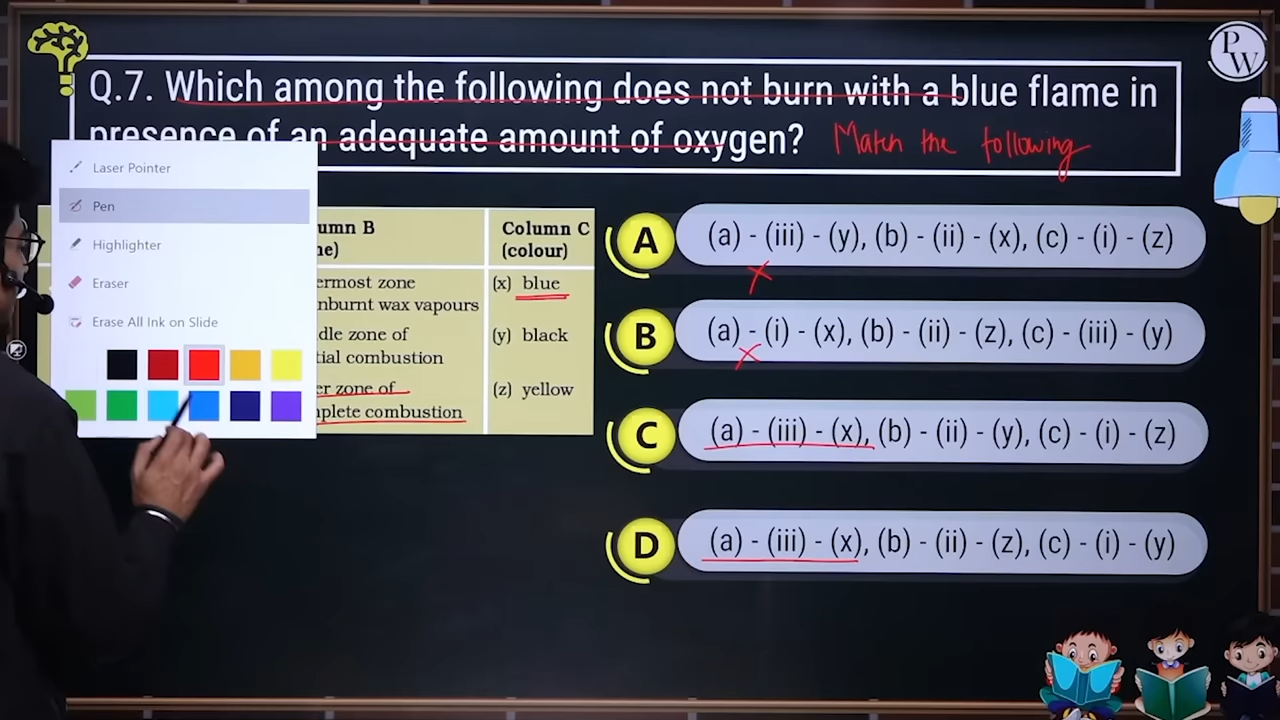 PW
Q.7. Which among the following does not burn with a blue flame in
presence of an adequate amount of oxygen? Match the following
Laser Pointer
Pen
Highlighter
Eraser
Erase All Ink on Slide
umn B
ne)
ermost zone
nburnt wax vapours
dle zone of
tial combustion
er zone of
nplete combustion
Column C
(colour)
(x) blue
(y) black
(z) yellow
A (a) - (iii) - (y), (b) - (ii) - (x), (c) - (i) - (z)
B (a) - (i) - (x), (b) - (ii) - (z), (c) - (iii) - (y)
C (a) - (iii) - (x), (b) - (ii) - (y), (c) - (i) - (z)
D (a) - (iii) - (x), (b) - (ii) - (z), (c) - (i) - (y)